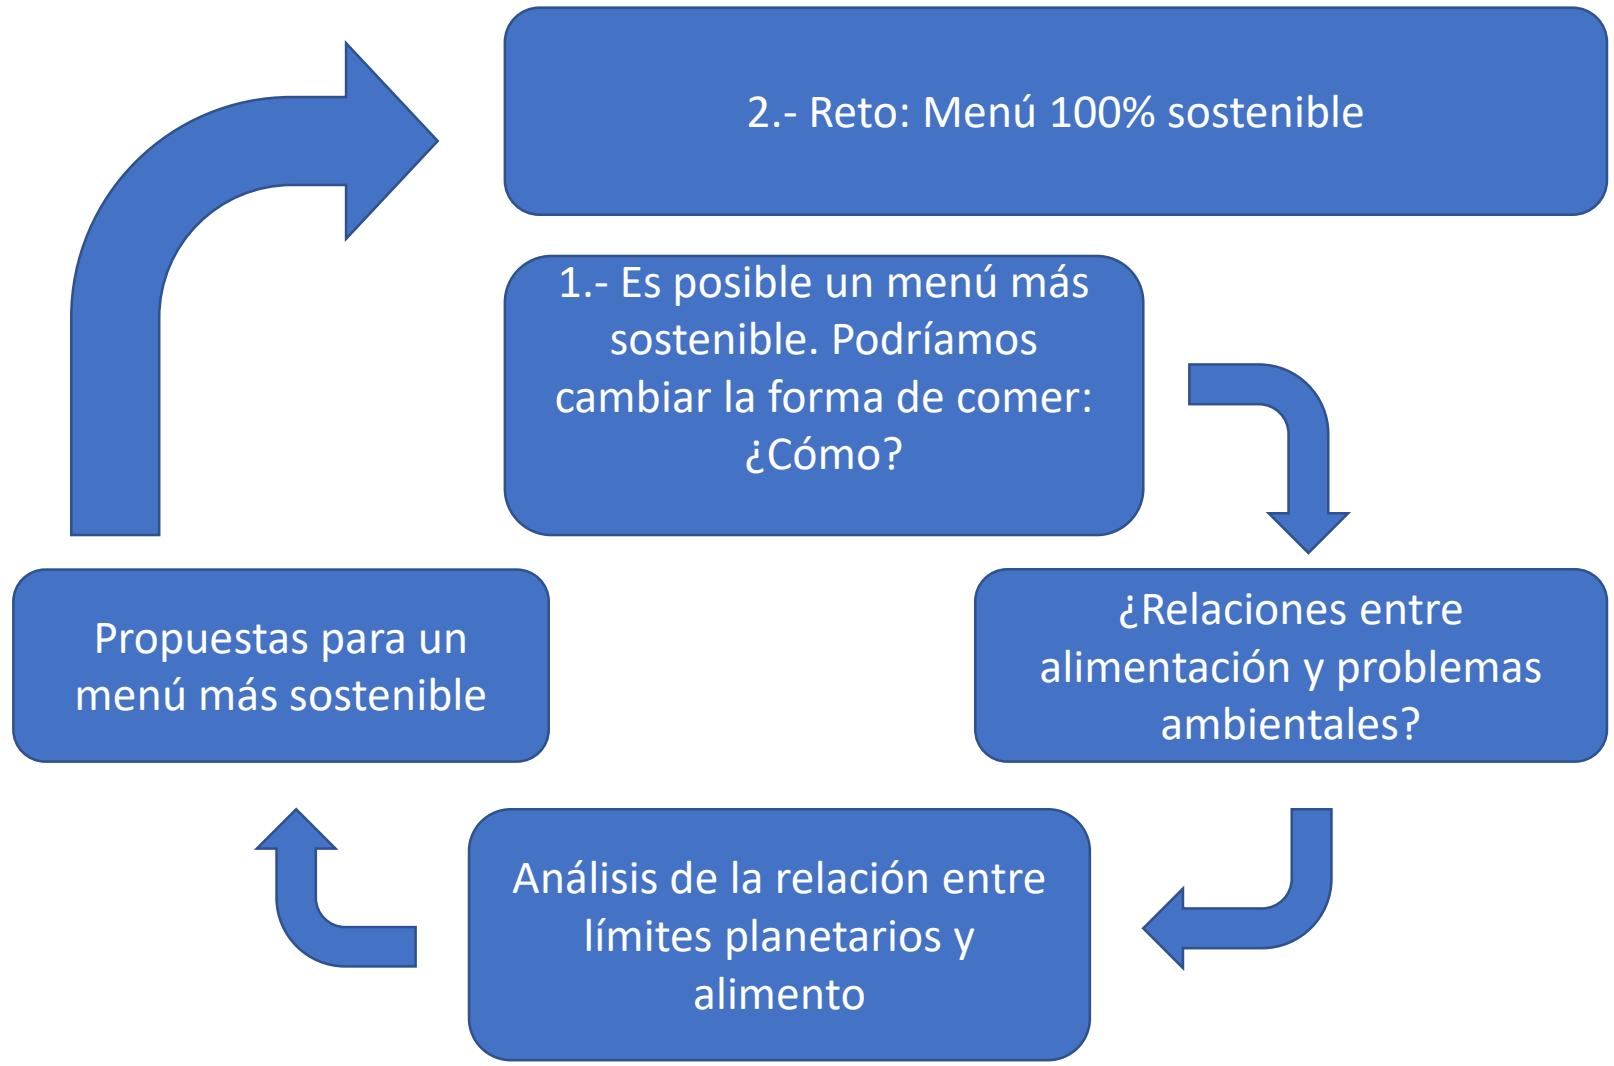 2.- Reto: Menú 100% sostenible
1.- Es posible un menú más
sostenible. Podríamos
cambiar la forma de comer:
¿Cómo?
¿Relaciones entre
alimentación y problemas
ambientales?
Análisis de la relación entre
límites planetarios y
alimento
Propuestas para un
menú más sostenible